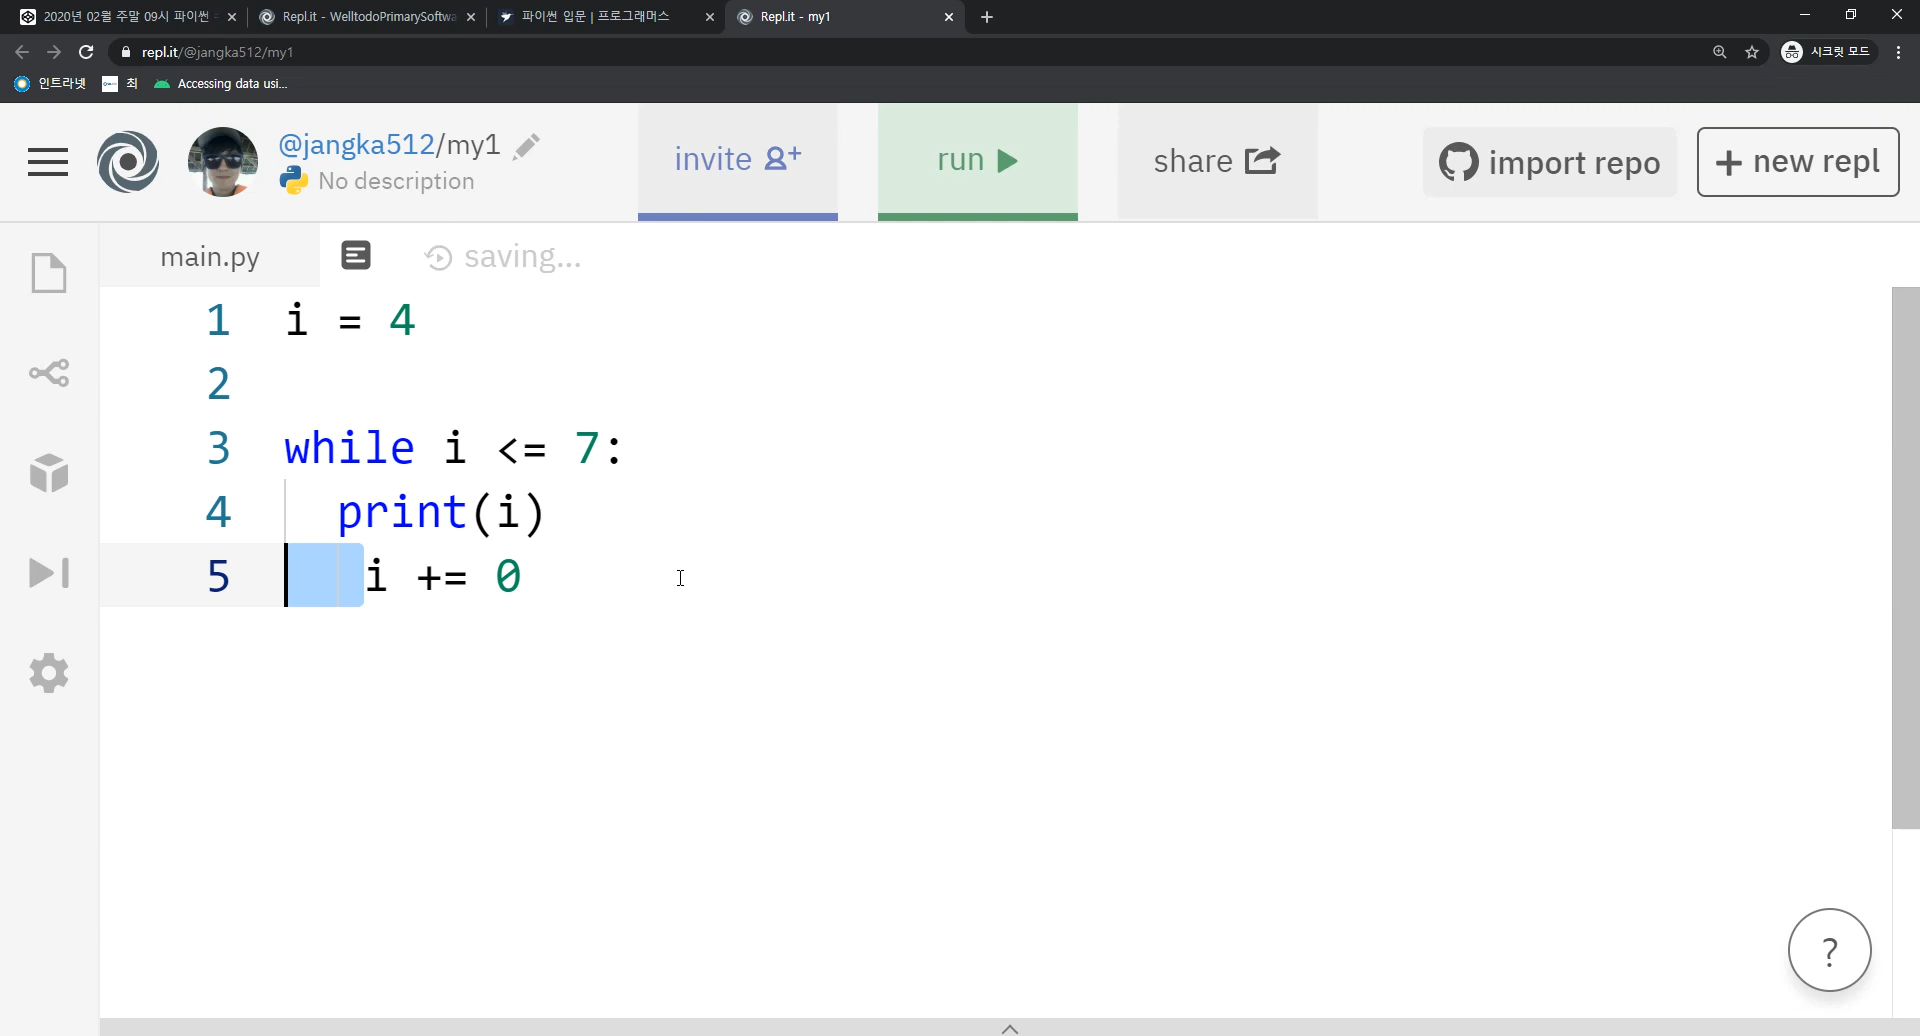 2020년 02월 주말 09시 파이썬
Repl.it - WelltodoPrimarySoftwa
파이썬 입문 | 프로그래머스
Repl.it - my1
repl.it/@jangka512/my1
시크릿 모드
인트라넷
최
Accessing data usi...
@jangka512/my1
No description
invite
run
share
import repo
+ new repl
main.py
saving...
1 i = 4
2
3 while i <= 7:
4   print(i)
5    i += 0
?